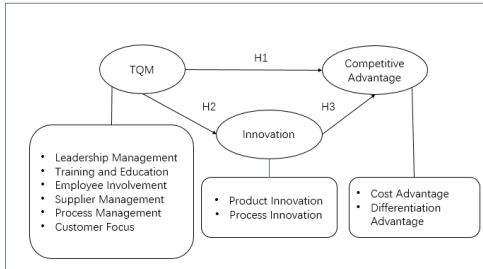 TQM
H1
Competitive
Advantage
H2
H3
Innovation
• Leadership Management
• Training and Education
• Employee Involvement
• Supplier Management
• Process Management
• Customer Focus
• Product Innovation
• Process Innovation
• Cost Advantage
• Differentiation
Advantage